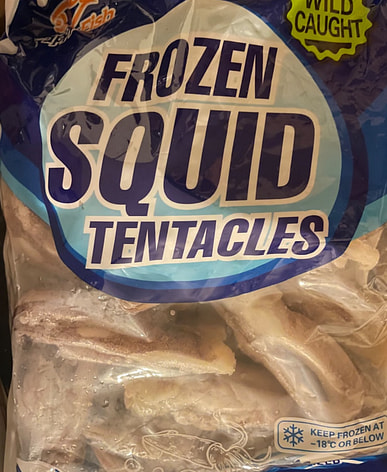 WILD
CAUGHT
FROZEN
SQUID
TENTACLES
KEEP FROZEN AT
-18°C OR BELOW